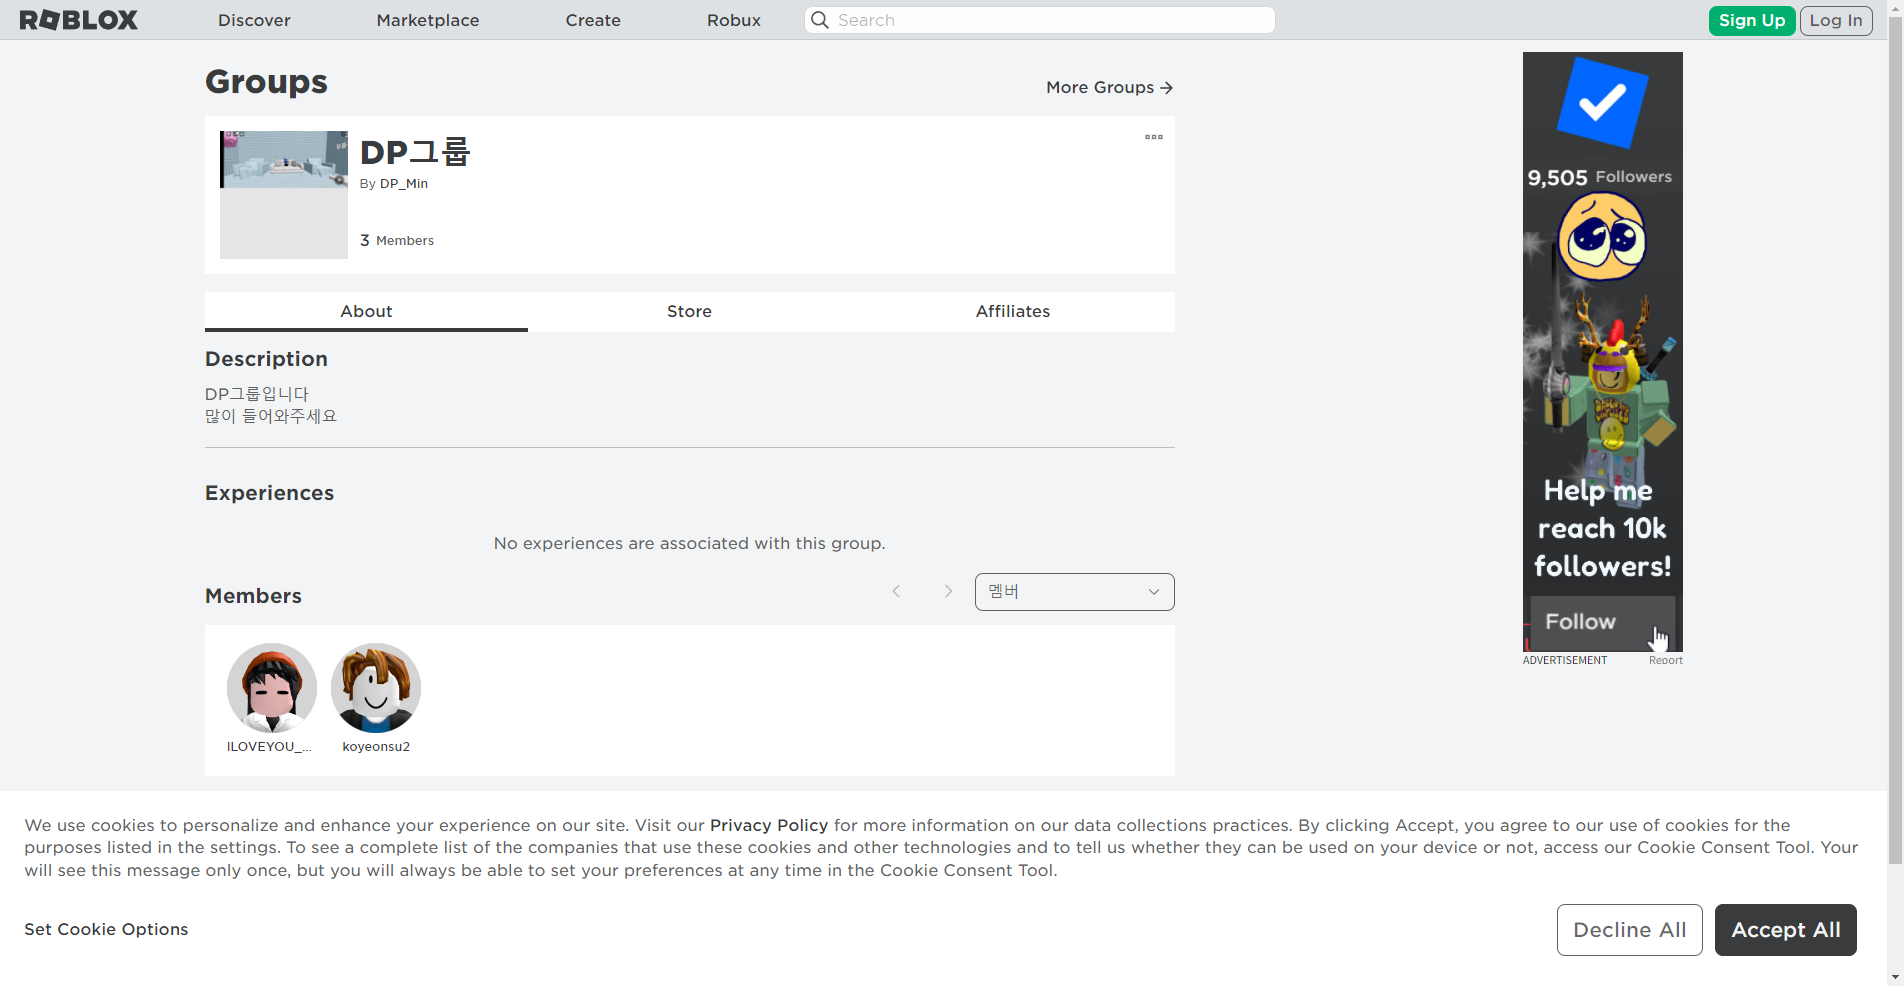 ROBLOX
Discover
Marketplace
Create
Robux
Search
Sign Up
Log In
Groups
More Groups
DP그룹
By DP_Min
3 Members
About
Store
Affiliates
Description
DP그룹입니다
많이 들어와주세요
Experiences
No experiences are associated with this group.
Members
멤버
ILOVEYOU_...
koyeonsu2
9,505 Followers
Help me
reach 10k
followers!
Follow
ADVERTISEMENT
Report
We use cookies to personalize and enhance your experience on our site. Visit our Privacy Policy for more information on our data collections practices. By clicking Accept, you agree to our use of cookies for the
purposes listed in the settings. To see a complete list of the companies that use these cookies and other technologies and to tell us whether they can be used on your device or not, access our Cookie Consent Tool. Your
will see this message only once, but you will always be able to set your preferences at any time in the Cookie Consent Tool.
Set Cookie Options
Decline All
Accept All